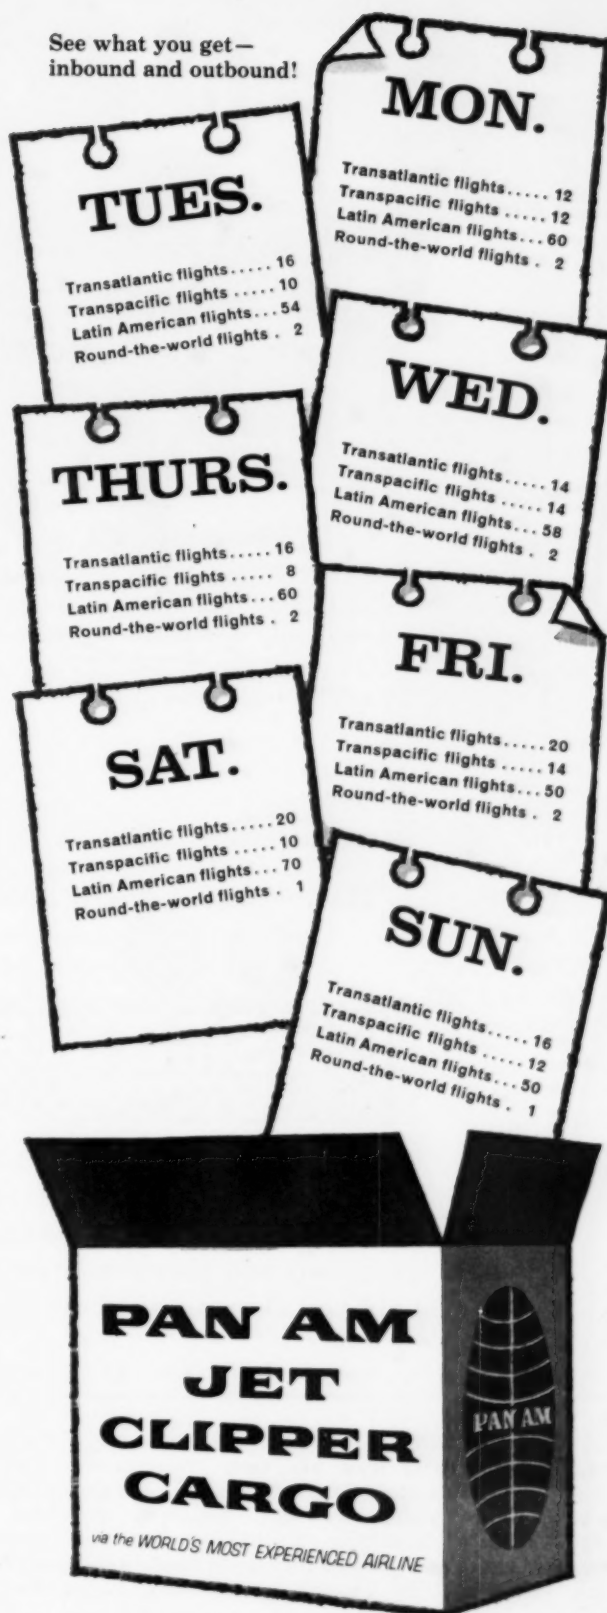 See what you get—
inbound and outbound!
MON.
Transatlantic flights..... 12
Transpacific flights ..... 12
Latin American flights... 60
Round-the-world flights . 2
TUES.
Transatlantic flights..... 16
Transpacific flights ..... 10
Latin American flights... 54
Round-the-world flights . 2
WED.
Transatlantic flights..... 14
Transpacific flights ..... 14
Latin American flights... 58
Round-the-world flights . 2
THURS.
Transatlantic flights..... 16
Transpacific flights ..... 8
Latin American flights... 60
Round-the-world flights . 2
FRI.
Transatlantic flights..... 20
Transpacific flights ..... 14
Latin American flights... 50
Round-the-world flights . 2
SAT.
Transatlantic flights..... 20
Transpacific flights ..... 10
Latin American flights... 70
Round-the-world flights . 1
SUN.
Transatlantic flights..... 16
Transpacific flights ..... 12
Latin American flights... 50
Round-the-world flights . 1
PAN AM
JET
CLIPPER
CARGO
via the WORLD'S MOST EXPERIENCED AIRLINE
PAN AM